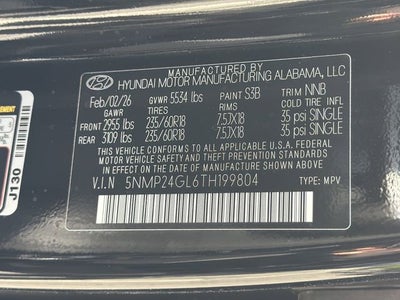 MANUFACTURED BY
HYUNDAI MOTOR MANUFACTURING ALABAMA, LLC
Feb/02/26 GVWR 5534 lbs PAINT S3B TRIM NNB
GAWR TIRES RIMS COLD TIRE INF
FRONT 2955 lbs 235/60R18 7.5JX18 35 psi SINGLE
REAR 3109 lbs 235/60R18 7.5JX18 35 psi SINGLE
THIS VEHICLE CONFORMS TO ALL APPLICABLE U.S.A. FEDERAL
MOTOR VEHICLE SAFETY, BUMPER, AND THEFT PREVENTION STANDARDS
IN EFFECT ON THE DATE OF MANUFACTURE SHOWN ABOVE.
V.I.N 5NMP24GL6TH199804 TYPE: MPV
J130